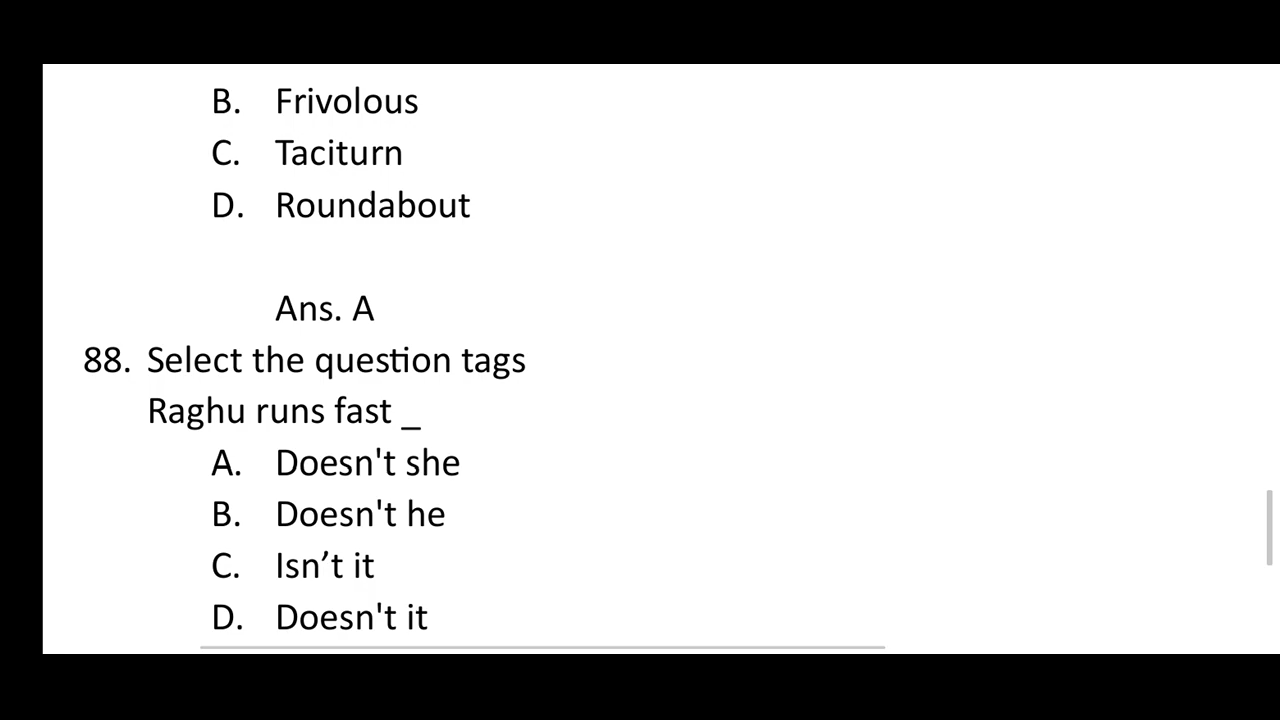 B. Frivolous
C. Taciturn
D. Roundabout
Ans. A
88. Select the question tags
Raghu runs fast _
A. Doesn't she
B. Doesn't he
C. Isn’t it
D. Doesn't it